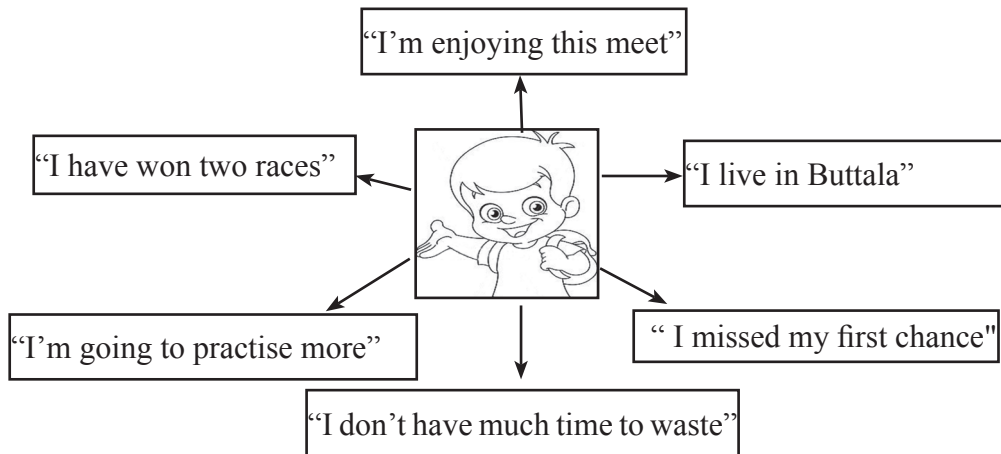 “I’m enjoying this meet”
“I have won two races”
“I live in Buttala”
“I’m going to practise more”
“ I missed my first chance"
“I don’t have much time to waste”